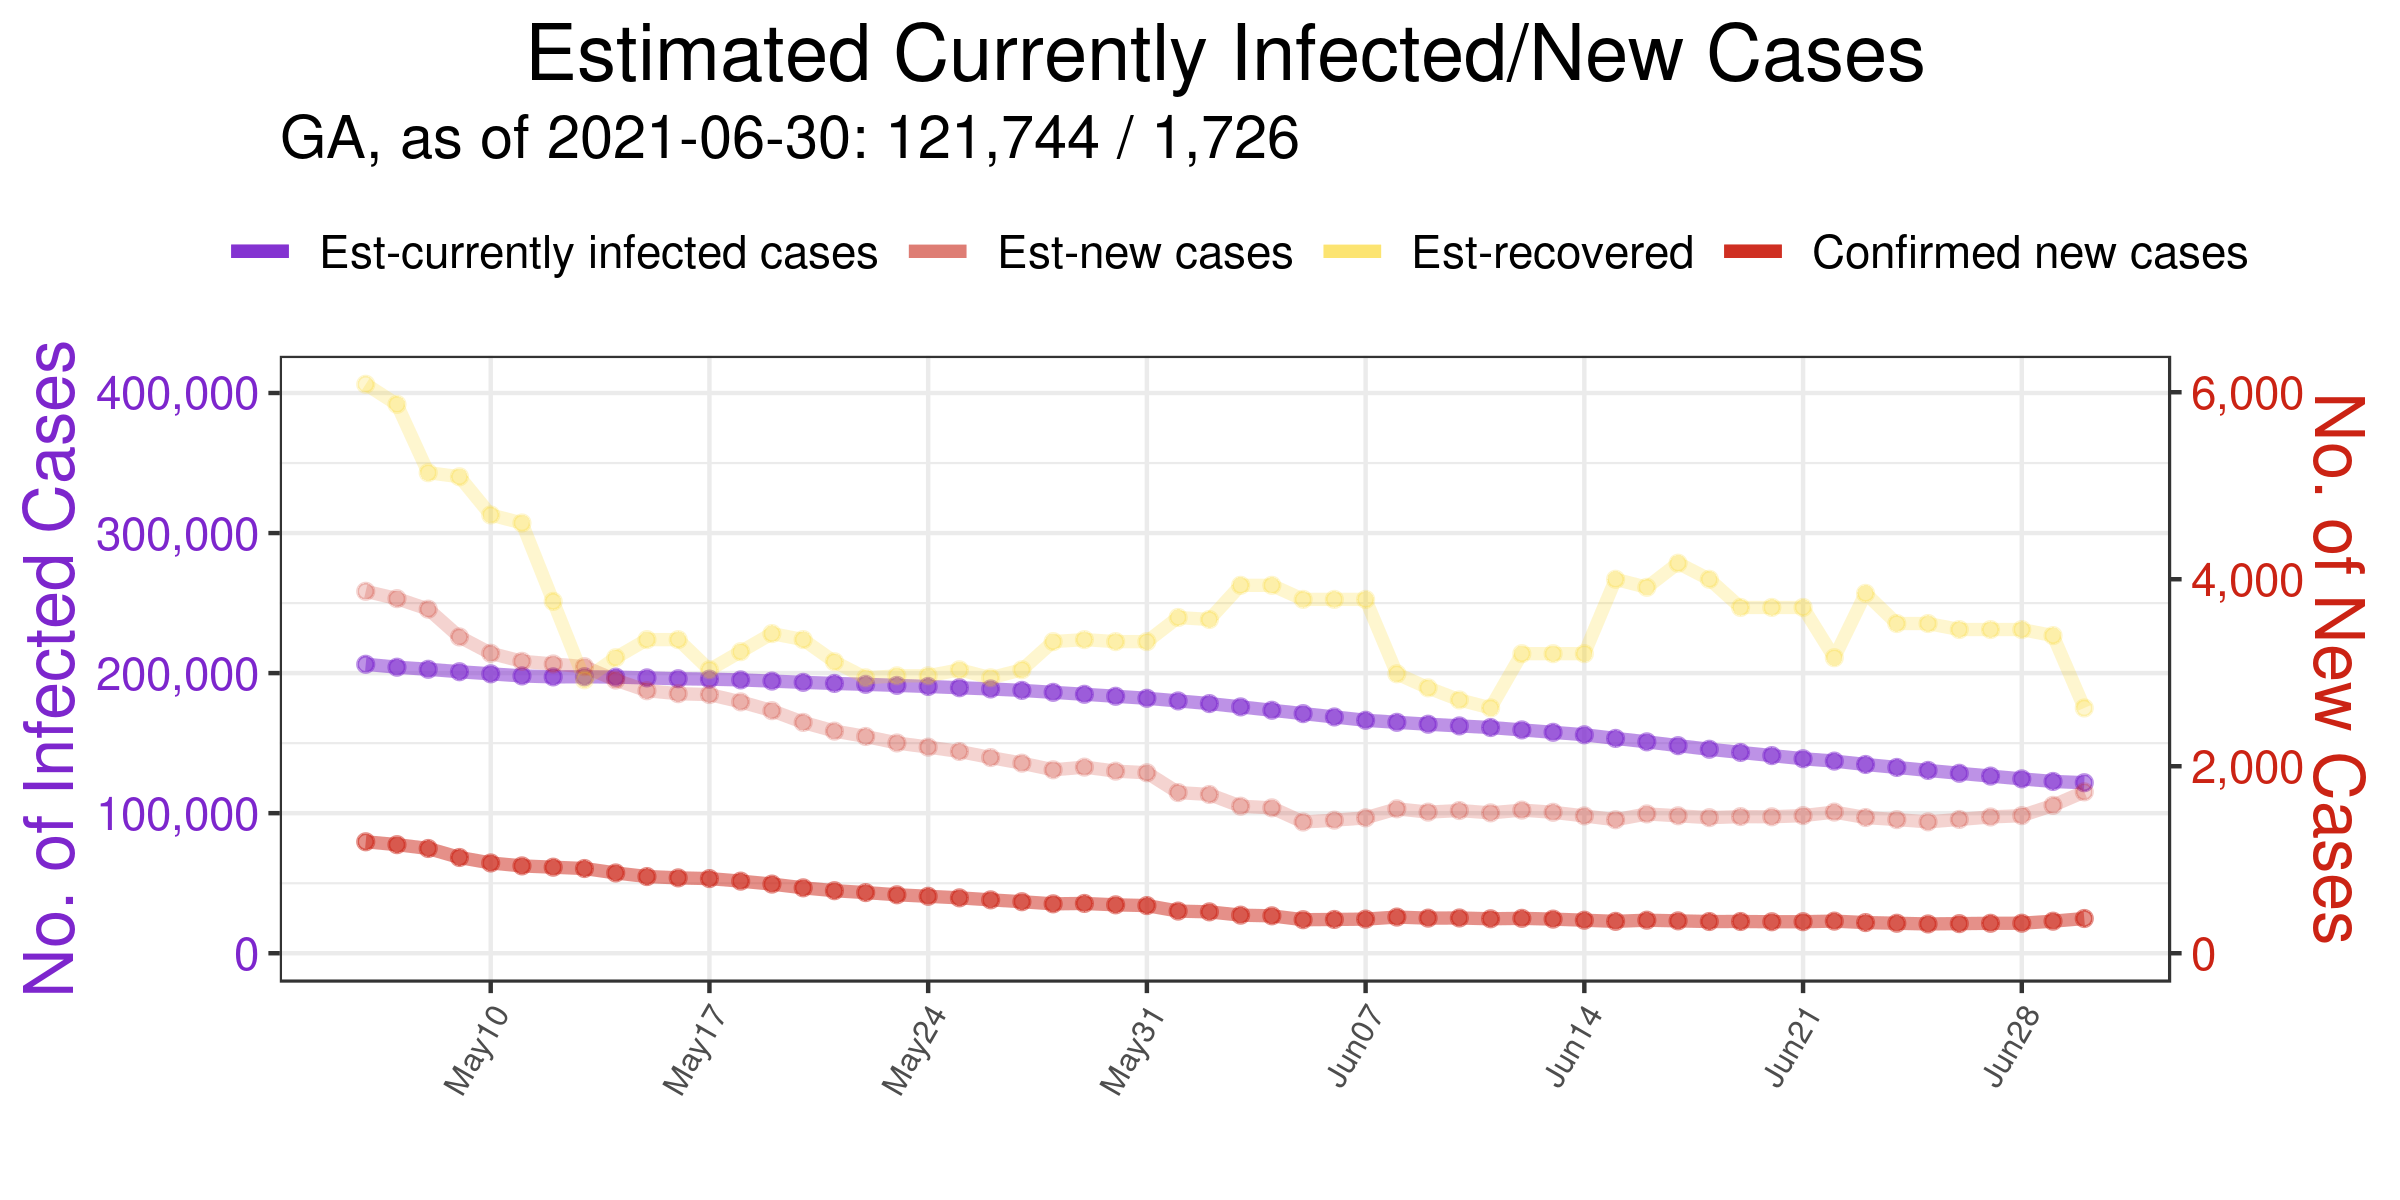 Estimated Currently Infected/New Cases
GA, as of 2021-06-30: 121,744 / 1,726
Est-currently infected cases Est-new cases Est-recovered Confirmed new cases
No. of Infected Cases
400,000
300,000
200,000
100,000
0
6,000
4,000
2,000
0
No. of New Cases
May10 May17 May24 May31 Jun07 Jun14 Jun21 Jun28